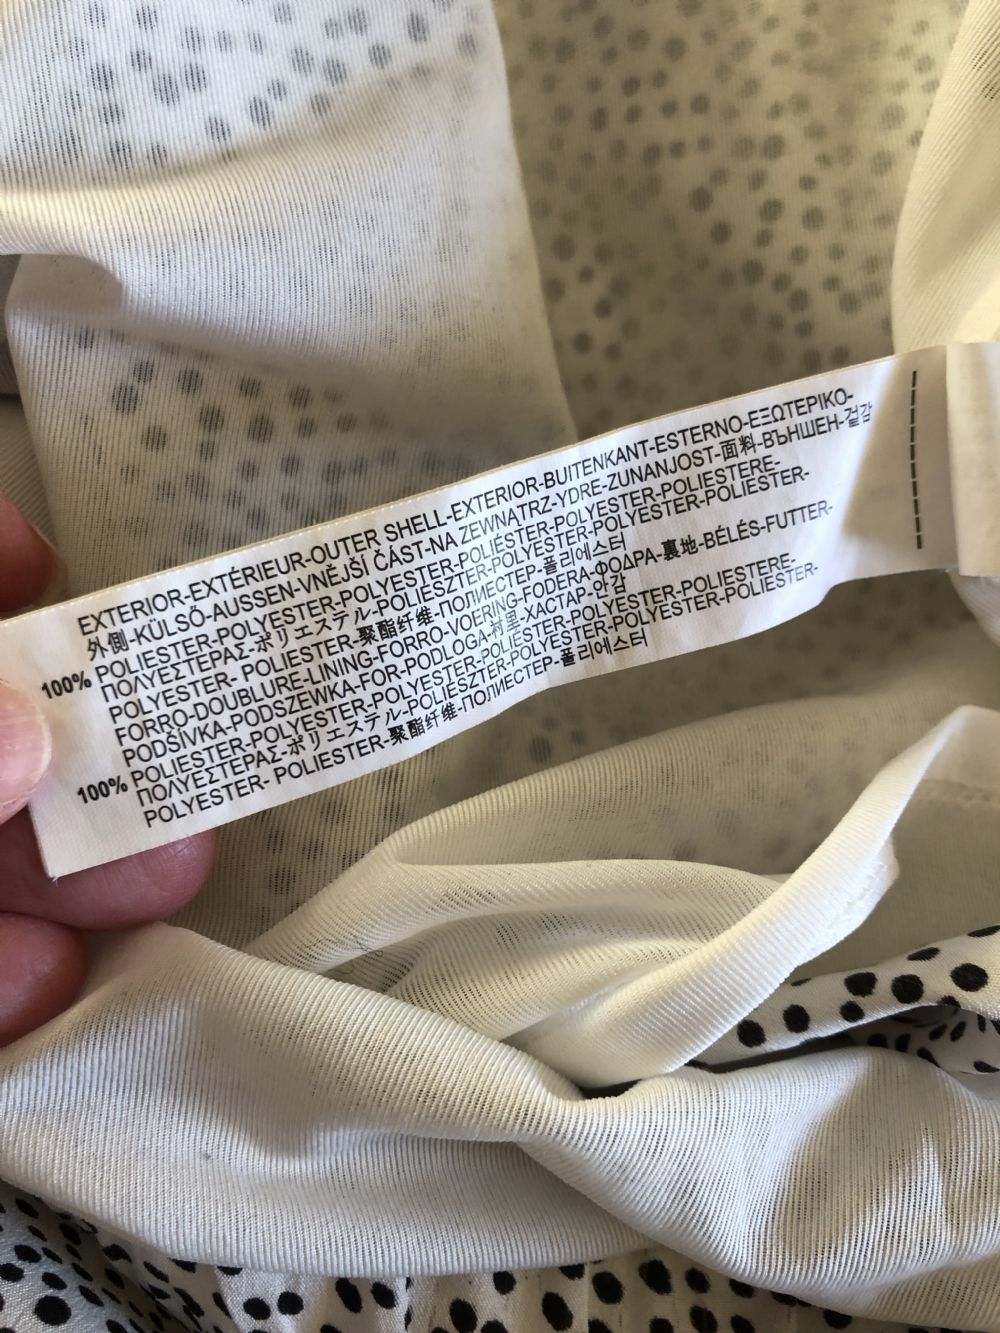 EXTERIOR-EXTÉRIEUR-OUTER SHELL-EXTERIOR-BUITENKANT-ESTERNO-ΕΞΩΤΕΡΙΚΟ-
外側-KÜLSŐ-AUSSEN-VNĚJŠÍ ČÁST-NA ZEWNĄTRZ-YDRE-ZUNANJOST-面料-ВЪНШЕН-겉감
100% POLIESTER-POLYESTER-POLYESTER-POLIÉSTER-POLYESTER-POLIESTERE-
ΠΟΛΥΕΣΤΕΡΑΣ-ポリエステル-POLIESZTER-POLYESTER-POLYESTER-POLIESTER-
POLYESTER- POLIESTER-聚酯纤维-ПОЛИЕСТЕР-폴리에스터
FORRO-DOUBLURE-LINING-FORRO-VOERING-FODERA-ΦΟΔΡΑ-裏地-BÉLÉS-FUTTER-
PODŠÍVKA-PODSZEWKA-FOR-PODLOGA-衬里-ХАСТАР-안감
100% POLIESTER-POLYESTER-POLYESTER-POLIÉSTER-POLYESTER-POLIESTERE-
ΠΟΛΥΕΣΤΕΡΑΣ-ポリエステル-POLIESZTER-POLYESTER-POLYESTER-POLIESTER-
POLYESTER- POLIESTER-聚酯纤维-ПОЛИЕСТЕР-폴리에스터